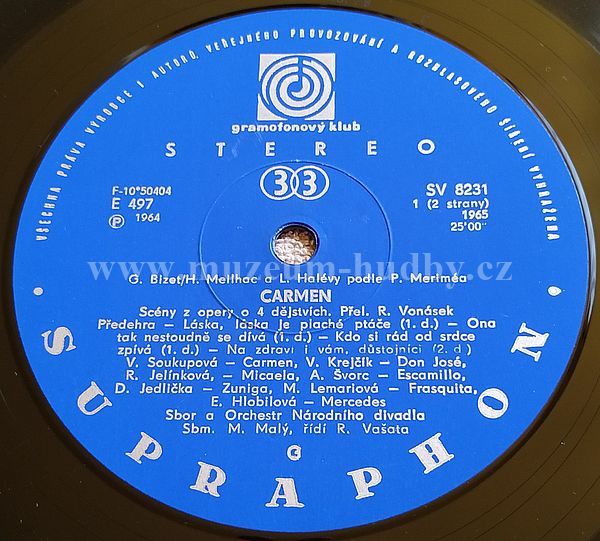 VŠECHNA PRÁVA VÝROBCE I AUTORŮ VEŘEJNÉHO PROVOZOVÁNÍ A ROZHLASOVÉHO ŠÍŘENÍ VYHRAŽENA
gramofonový klub
STEREO
33
F-10*50404
E 497
Ⓟ 1964
SV 8231
1 (2 strany)
1965
25'00"
www.muzeum-hudby.cz
G. Bizet/H. Meilhac a L. Halévy podle P. Meriméa
CARMEN
Scény z opery o 4 dějstvích. Přel. R. Vonásek
Předehra – Láska, láska je plaché ptáče (1. d.) – Ona
tak nestoudně se dívá (1. d.) – Kdo si rád od srdce
zpívá (1. d.) – Na zdraví i vám, důstojníci (2. d.)
V. Soukupová – Carmen, V. Krejčík – Don José,
R. Jelínková, – Micaela, A. Švorc – Escamillo,
D. Jedlička – Zuniga, M. Lemariová – Frasquita,
E. Hlobilová – Mercedes
Sbor a Orchestr Národního divadla
Sbm. M. Malý, řídí R. Vašata
G
SUPRAPHON